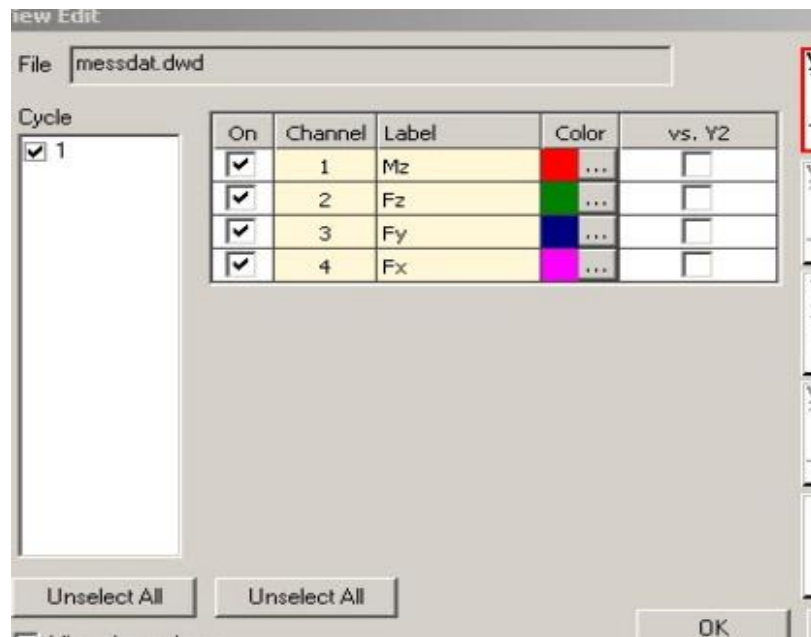 iew Edit
File messdat.dwd
Cycle
1
On Channel Label Color vs. Y2
1 Mz ...
2 Fz ...
3 Fy ...
4 Fx ...
Unselect All Unselect All
OK